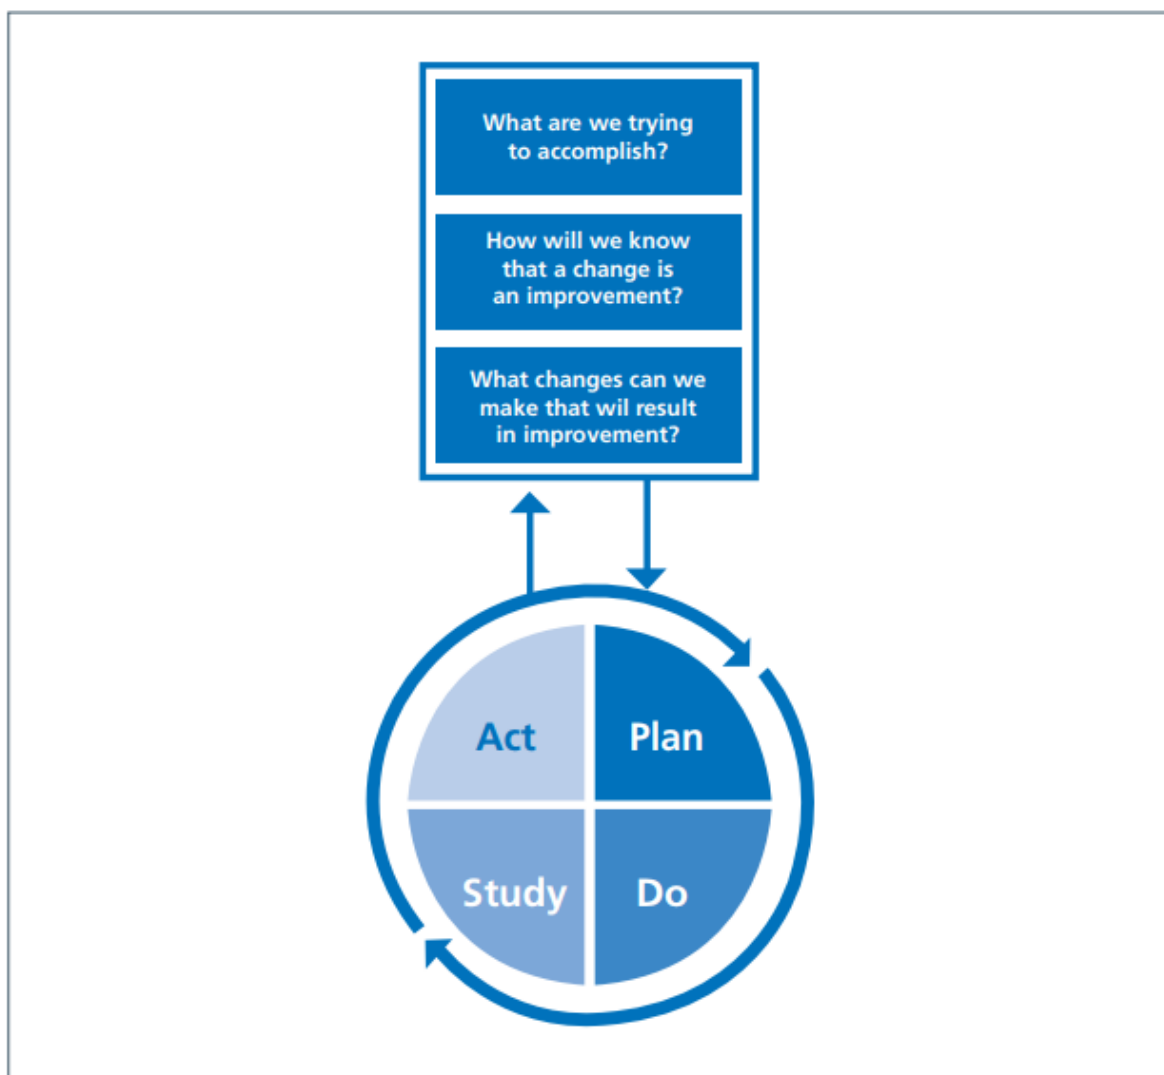 What are we trying
to accomplish?
How will we know
that a change is
an improvement?
What changes can we
make that wil result
in improvement?
Act
Plan
Study
Do